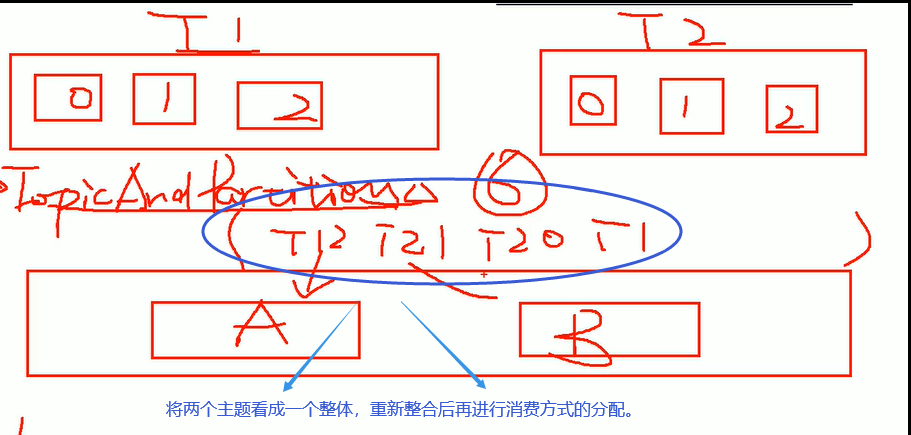 T1 T2
0 1 2 0 1 2
TopicAndPartitions 6
T12 T21 T20 T1
A B
将两个主题看成一个整体，重新整合后再进行消费方式的分配。